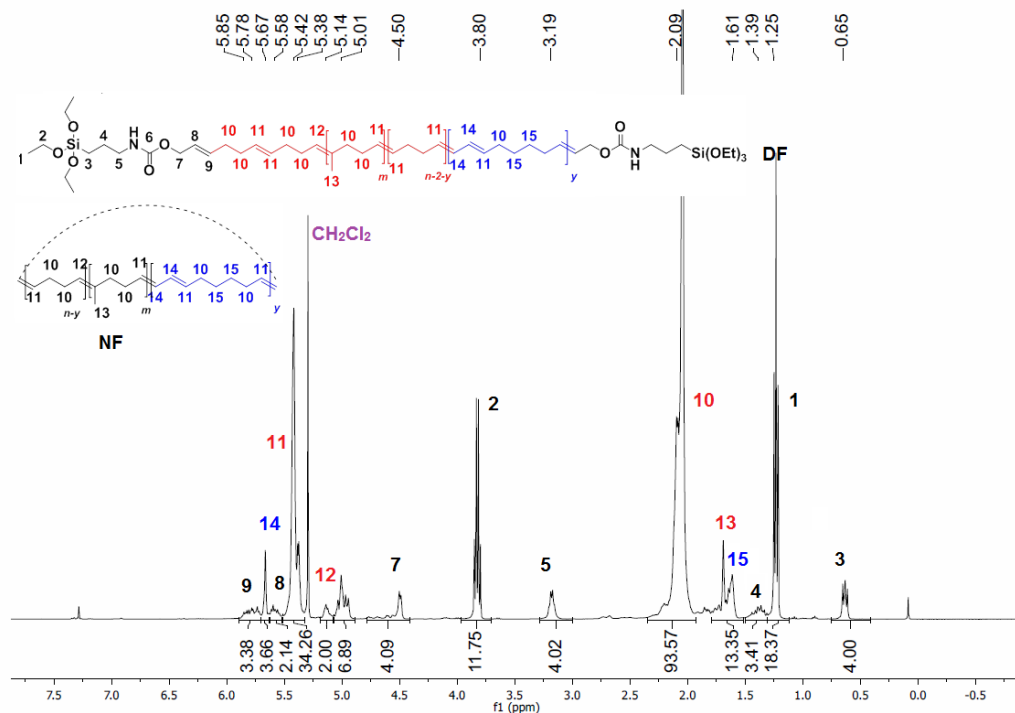 5.85 5.78 5.67 5.58 5.42 5.38 5.14 5.01 4.50 3.80 3.19 2.09 1.61 1.39 1.25 0.65
2 O O Si O 4 H N 6 O O 8 10 11 10 12 10 11 11 14 10 15 11 O O N H Si(OEt)3
1 3 5 7 9 10 10 13 10 m 11 n-2-y 14 11 15 y
DF
CH2Cl2
10 12 10 11 14 10 15 11
11 10 10 14 11 15 10
n-y 13 m y
NF
2 10 1
11
14 13
9 8 12 7 5 15 4 3
3.38 3.66 2.14 34.26 2.00 6.89 4.09 11.75 4.02 93.57 13.35 3.41 18.37 4.00
7.5 7.0 6.5 6.0 5.5 5.0 4.5 4.0 3.5 3.0 2.5 2.0 1.5 1.0 0.5 0.0 -0.5
f1 (ppm)